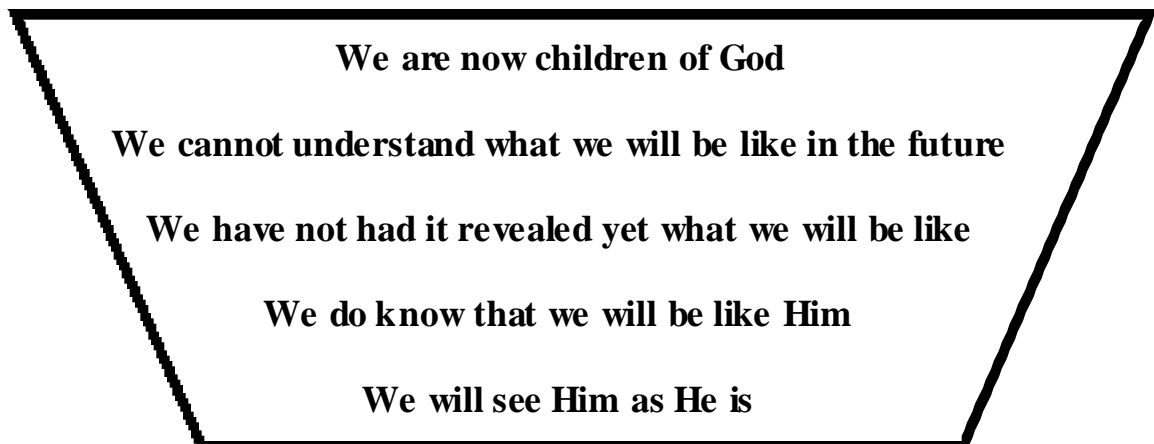 We are now children of God
We cannot understand what we will be like in the future
We have not had it revealed yet what we will be like
We do know that we will be like Him
We will see Him as He is